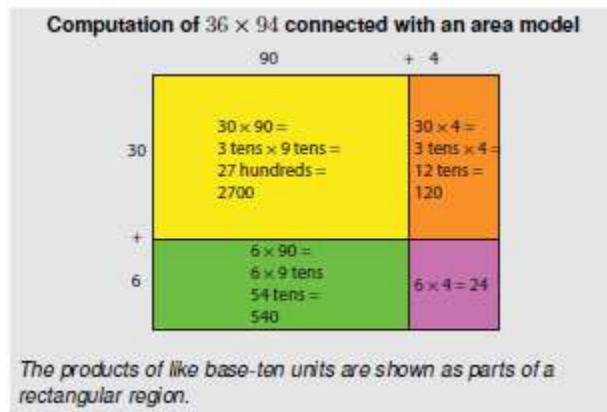 Computation of 36 × 94 connected with an area model
90 + 4
30
30 × 90 =
3 tens × 9 tens =
27 hundreds =
2700
30 × 4 =
3 tens × 4 =
12 tens =
120
+
6
6 × 90 =
6 × 9 tens
54 tens =
540
6 × 4 = 24
The products of like base-ten units are shown as parts of a
rectangular region.